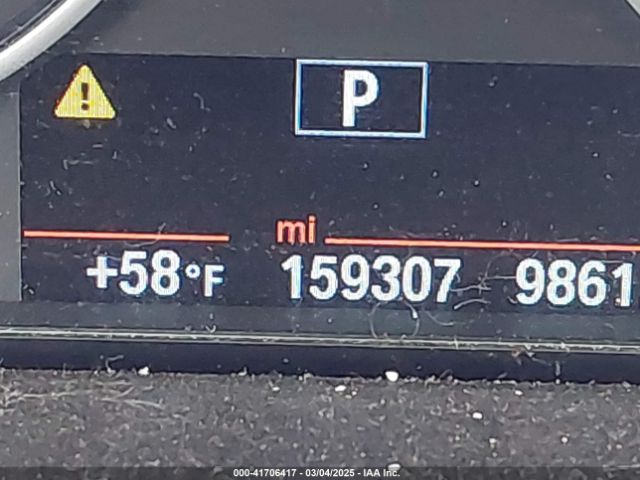 P
mi
+58°F 159307 9861
000-41706417 - 03/04/2025 - IAA Inc.